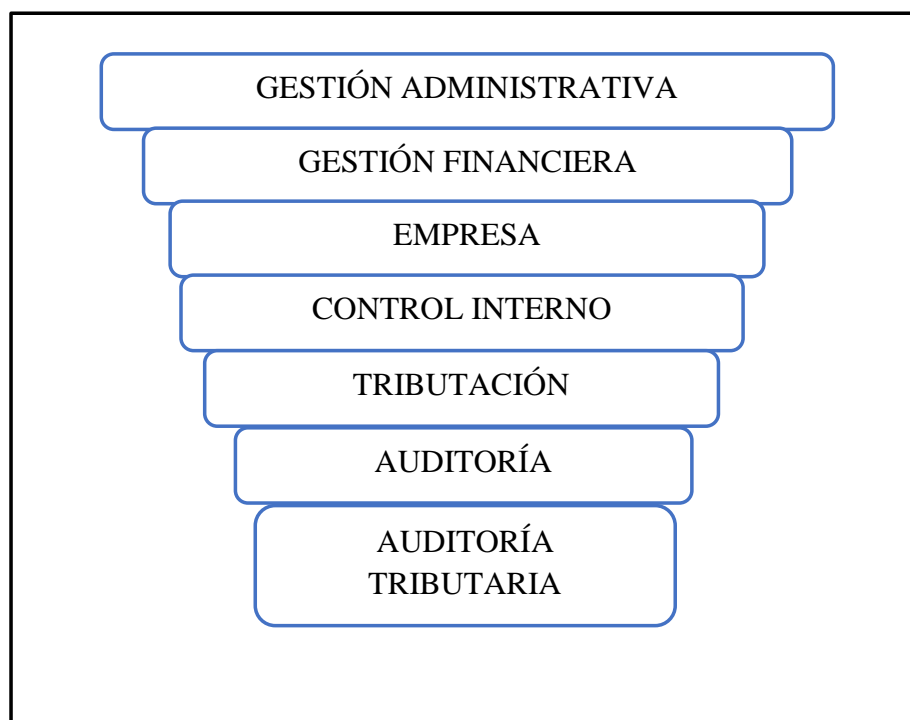 GESTIÓN ADMINISTRATIVA
GESTIÓN FINANCIERA
EMPRESA
CONTROL INTERNO
TRIBUTACIÓN
AUDITORÍA
AUDITORÍA
TRIBUTARIA